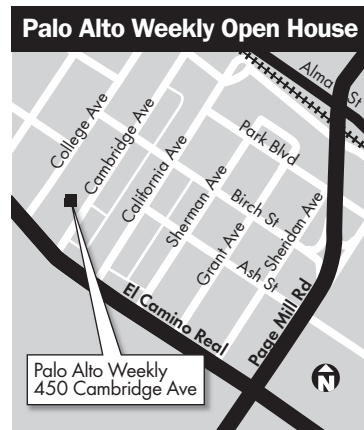 Palo Alto Weekly Open House
Alma St
College Ave
Cambridge Ave
California Ave
Park Blvd
Sherman Ave
Birch St
Grant Ave
Sheridan Ave
Ash St
El Camino Real
Page Mill Rd
Palo Alto Weekly
450 Cambridge Ave
N